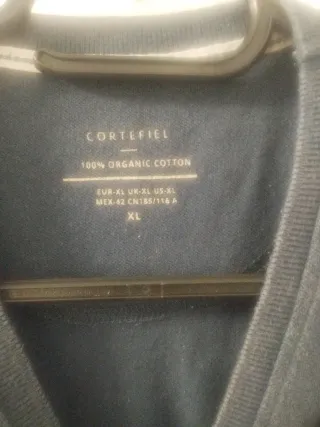 CORTEFIEL
100% ORGANIC COTTON
EUR-XL UK-XL US-XL
MEX-42 CN185/116 A
XL